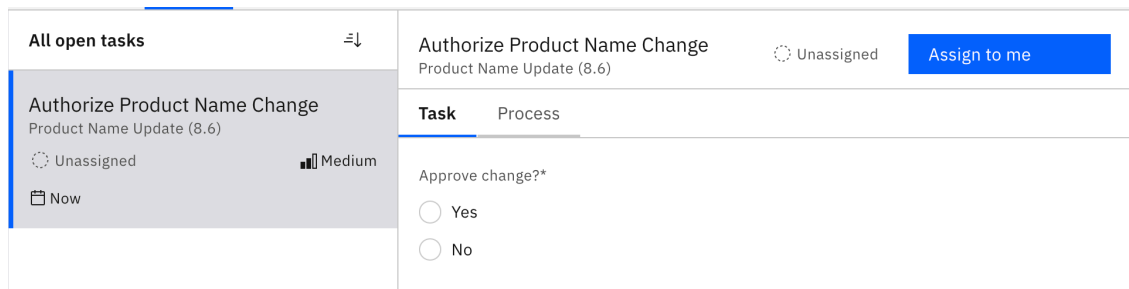 All open tasks
Authorize Product Name Change
Product Name Update (8.6)
Unassigned
Medium
Now
Authorize Product Name Change
Product Name Update (8.6)
Unassigned
Assign to me
Task Process
Approve change?*
Yes
No